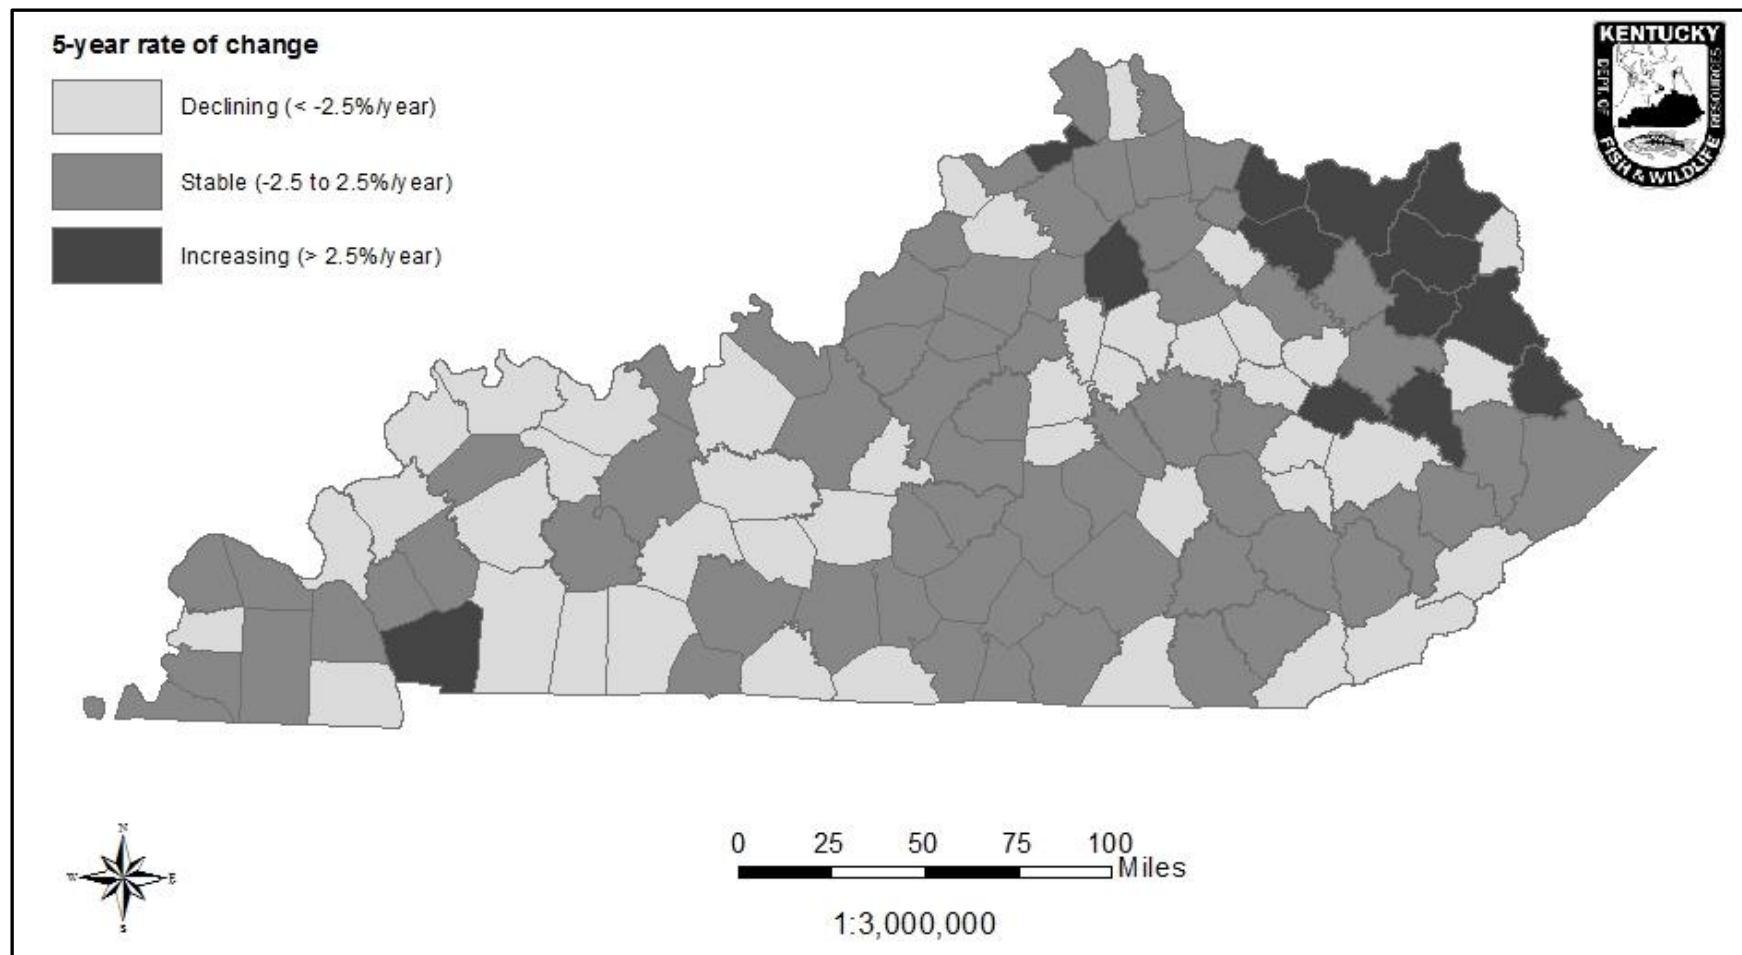 5-year rate of change
Declining (< -2.5%/year)
Stable (-2.5 to 2.5%/year)
Increasing (> 2.5%/year)
KENTUCKY
DEPT. OF
FISH & WILDLIFE
RESOURCES
N
W
E
S
0 25 50 75 100
Miles
1:3,000,000